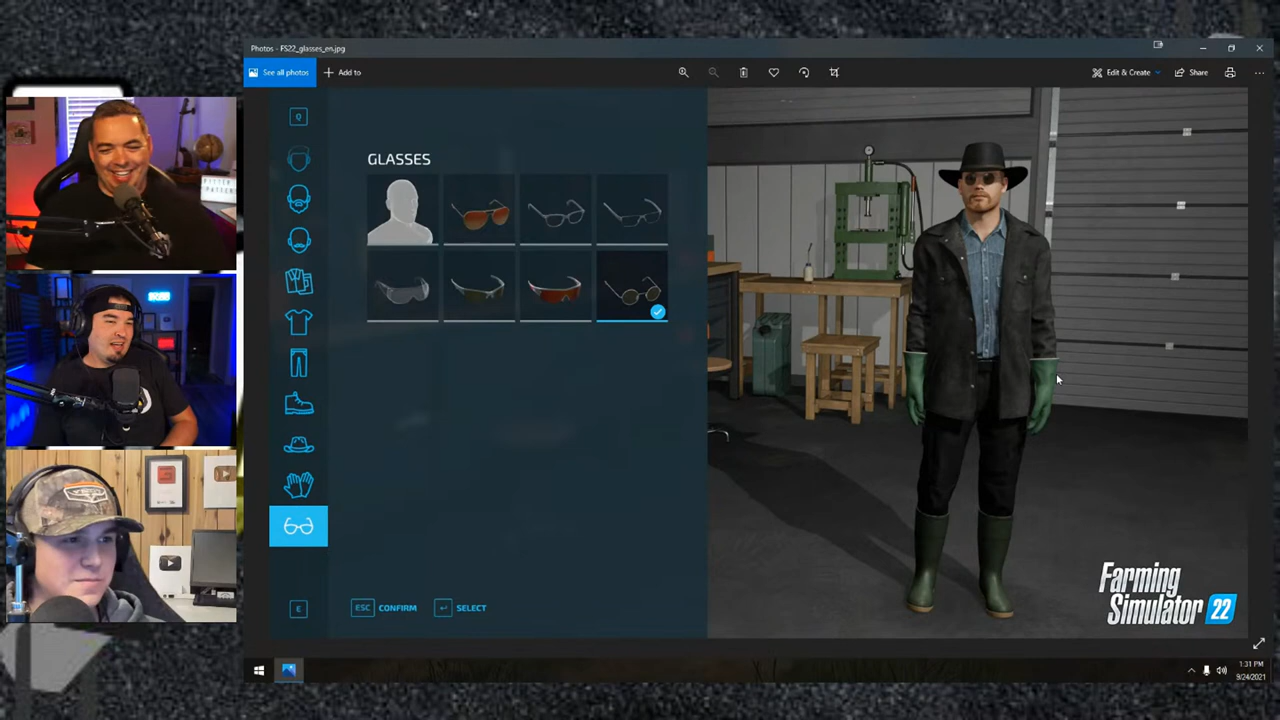 Photos - FS22_glasses_en.jpg
See all photos
Add to
Edit & Create
Share
Q
GLASSES
E
ESC CONFIRM
SELECT
Farming
Simulator 22
1:31 PM
9/24/2021